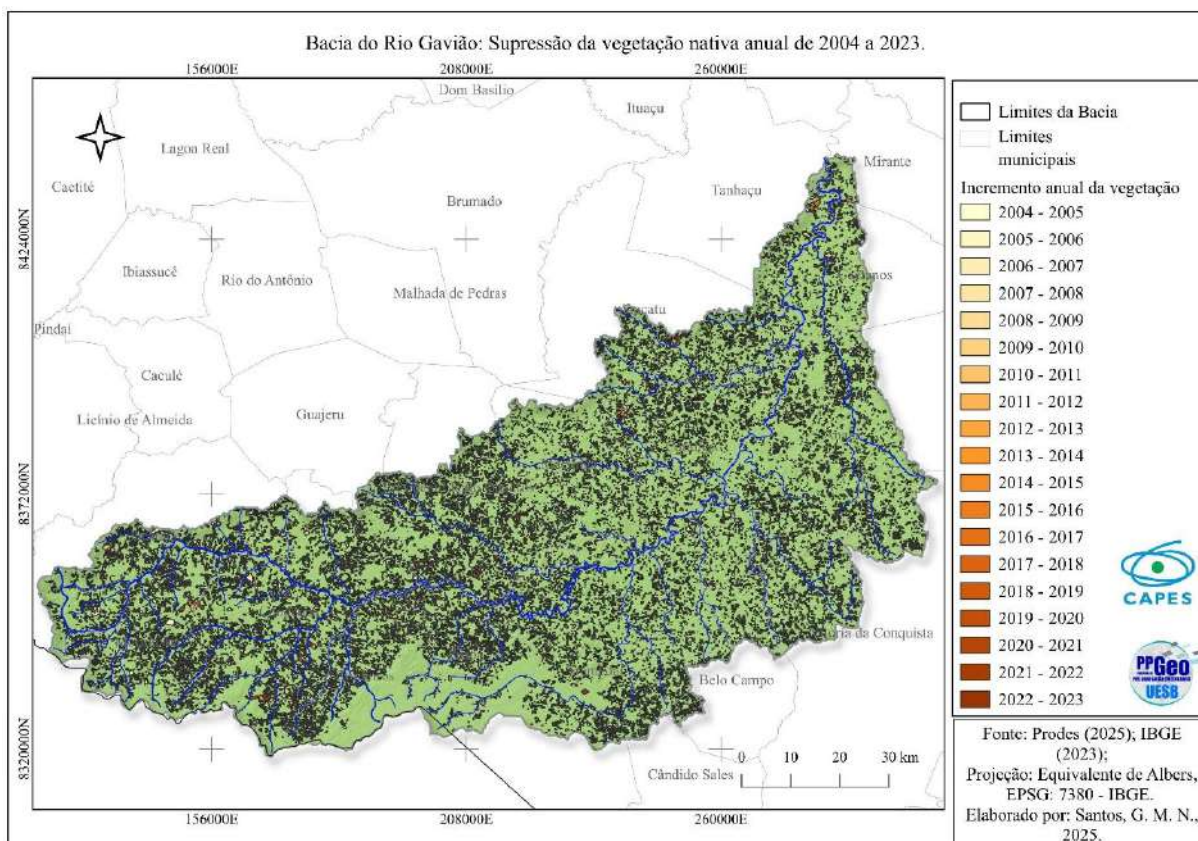 Bacia do Rio Gavião: Supressão da vegetação nativa anual de 2004 a 2023.
156000E
208000E
260000E
Dom Basílio
Ituaçu
Lagoa Real
Mirante
Caetité
Tanhaçu
Brumado
8424000N
Ibiassucê
Rio do Antônio
Malhada de Pedras
Pindaí
Caculé
Licínio de Almeida
Guajeru
8372000N
da Conquista
Belo Campo
8320000N
Cândido Sales
0 10 20 30 km
156000E
208000E
260000E
Limites da Bacia
Limites
municipais
Incremento anual da vegetação
2004 - 2005
2005 - 2006
2006 - 2007
2007 - 2008
2008 - 2009
2009 - 2010
2010 - 2011
2011 - 2012
2012 - 2013
2013 - 2014
2014 - 2015
2015 - 2016
2016 - 2017
2017 - 2018
2018 - 2019
2019 - 2020
2020 - 2021
2021 - 2022
2022 - 2023
CAPES
PPGeo
UESB
Fonte: Prodes (2025); IBGE
(2023);
Projeção: Equivalente de Albers,
EPSG: 7380 - IBGE.
Elaborado por: Santos, G. M. N.,
2025.